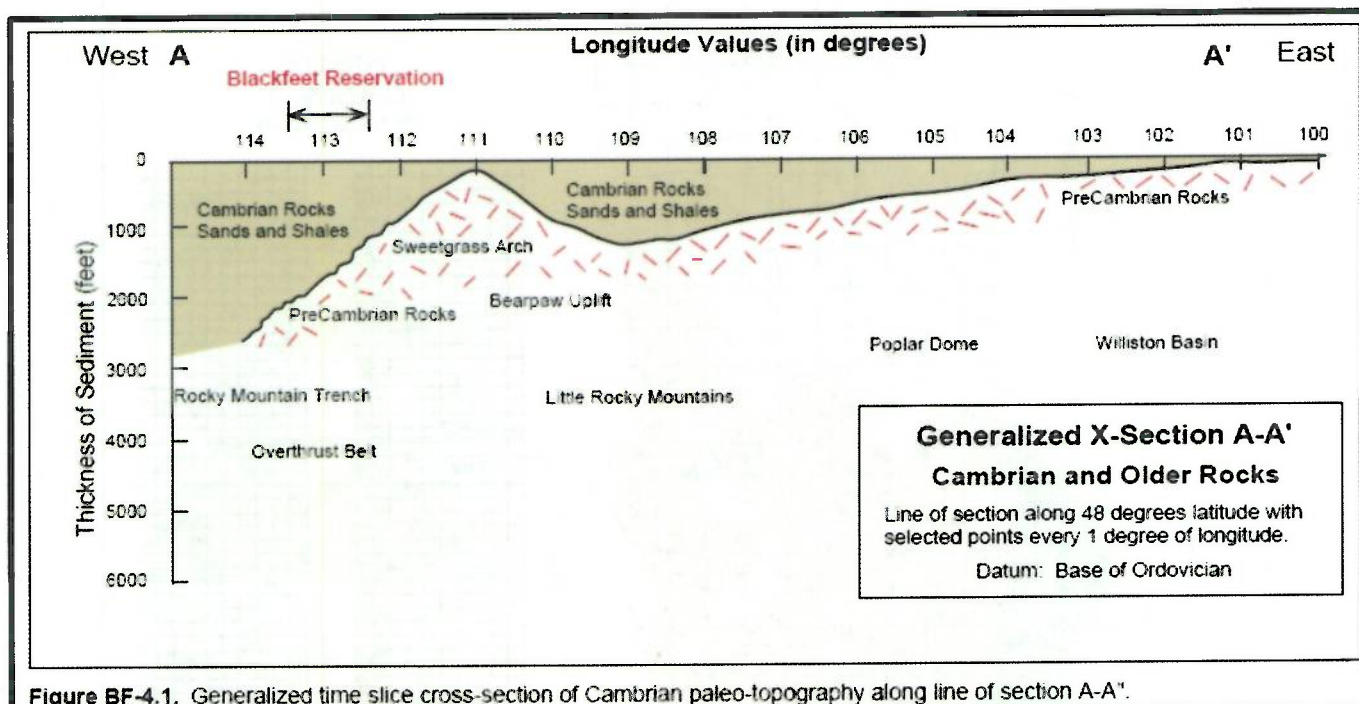 Longitude Values (in degrees)
West A
A' East
Blackfeet Reservation
114 113 112 111 110 109 108 107 106 105 104 103 102 101 100
0
1000
2000
3000
4000
5000
6000
Thickness of Sediment (feet)
Cambrian Rocks
Sands and Shales
Cambrian Rocks
Sands and Shales
PreCambrian Rocks
Sweetgrass Arch
PreCambrian Rocks
Bearpaw Uplift
Poplar Dome
Williston Basin
Rocky Mountain Trench
Little Rocky Mountains
Overthrust Belt
Generalized X-Section A-A'
Cambrian and Older Rocks
Line of section along 48 degrees latitude with
selected points every 1 degree of longitude.
Datum: Base of Ordovician
Figure BF-4.1. Generalized time slice cross-section of Cambrian paleo-topography along line of section A-A".